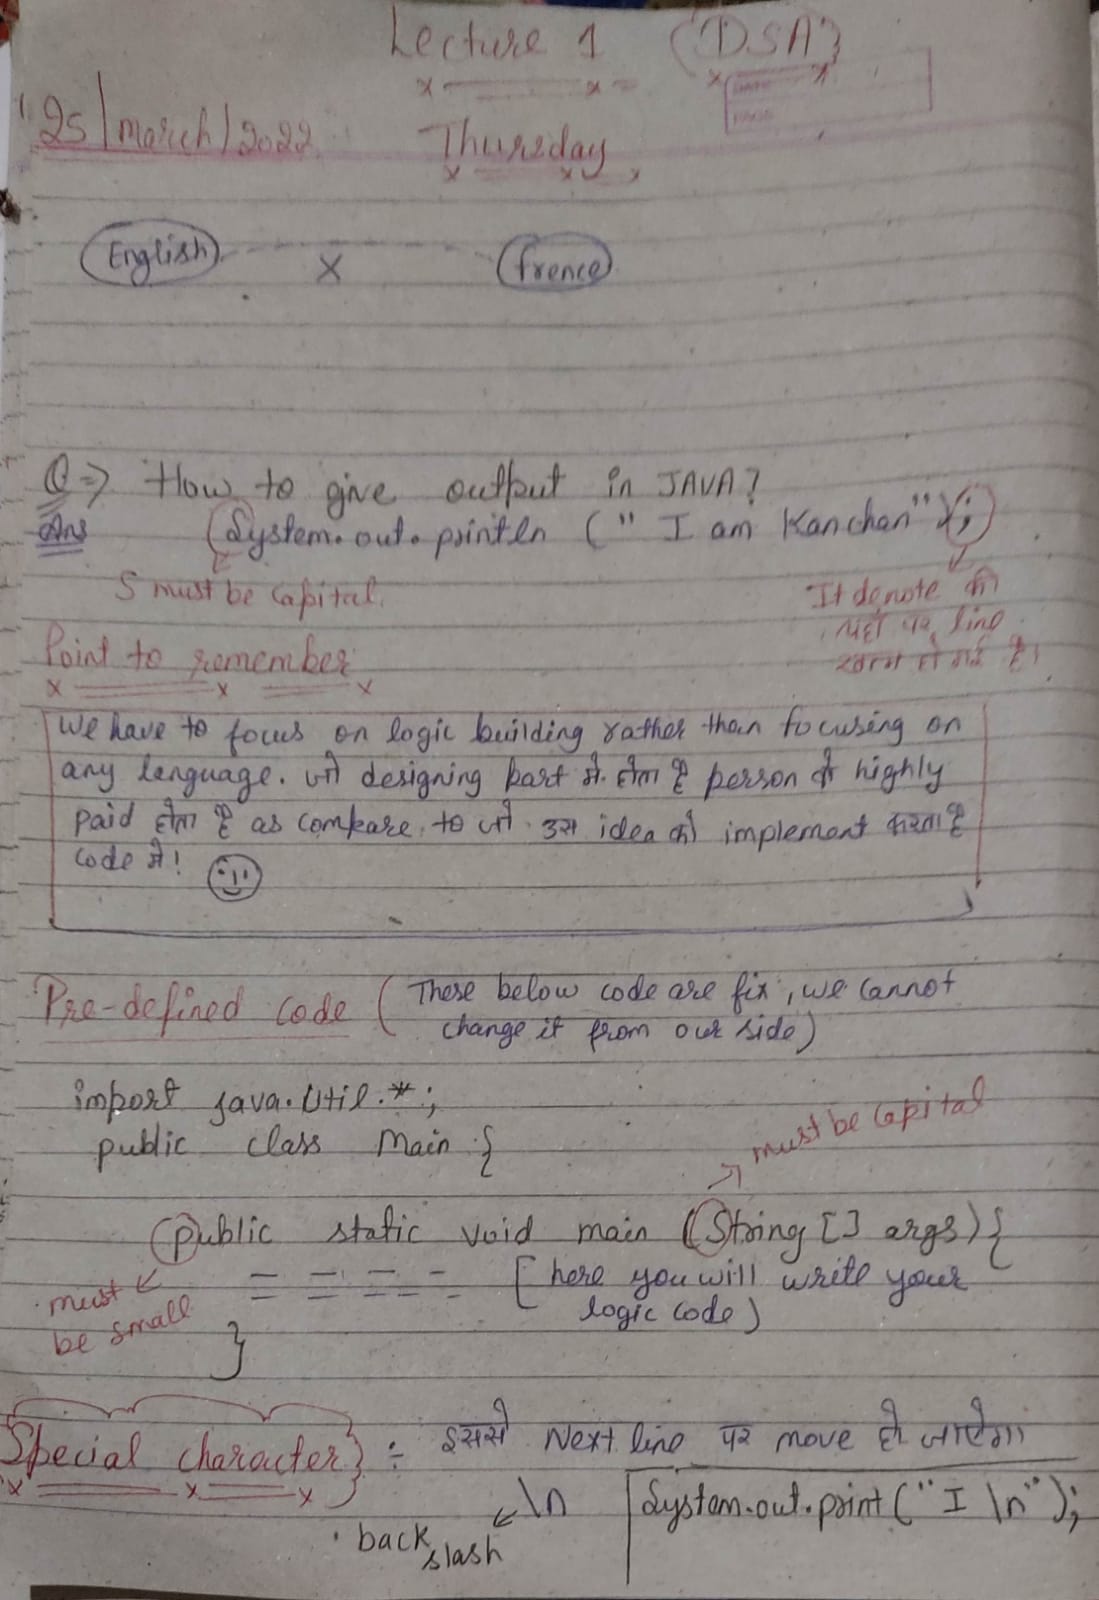 Lecture 1 (DSA)
DATE
PAGE
25/march/2022 Thursday
English X frence
Q => How to give output in JAVA?
Ans System.out.println (" I am Kanchan");
S must be capital.
It denote की
यहाँ पर line
खत्म हो गई है।
Point to remember
We have to focus on logic building rather than focusing on
any language. जो designing part में होता है person वो highly
paid होता है as compare to जो उस idea को implement करता है
code में!
Pre-defined code (These below code are fix, we cannot
change it from our side)
import java.Util.*;
public class Main {
must be capital
public static void main (String [] args) {
[here you will write your
logic code)
must
be small
}
Special character} ÷ इससे Next line पर move हो जाऐगा
\n System.out.print ("I \n");
back slash